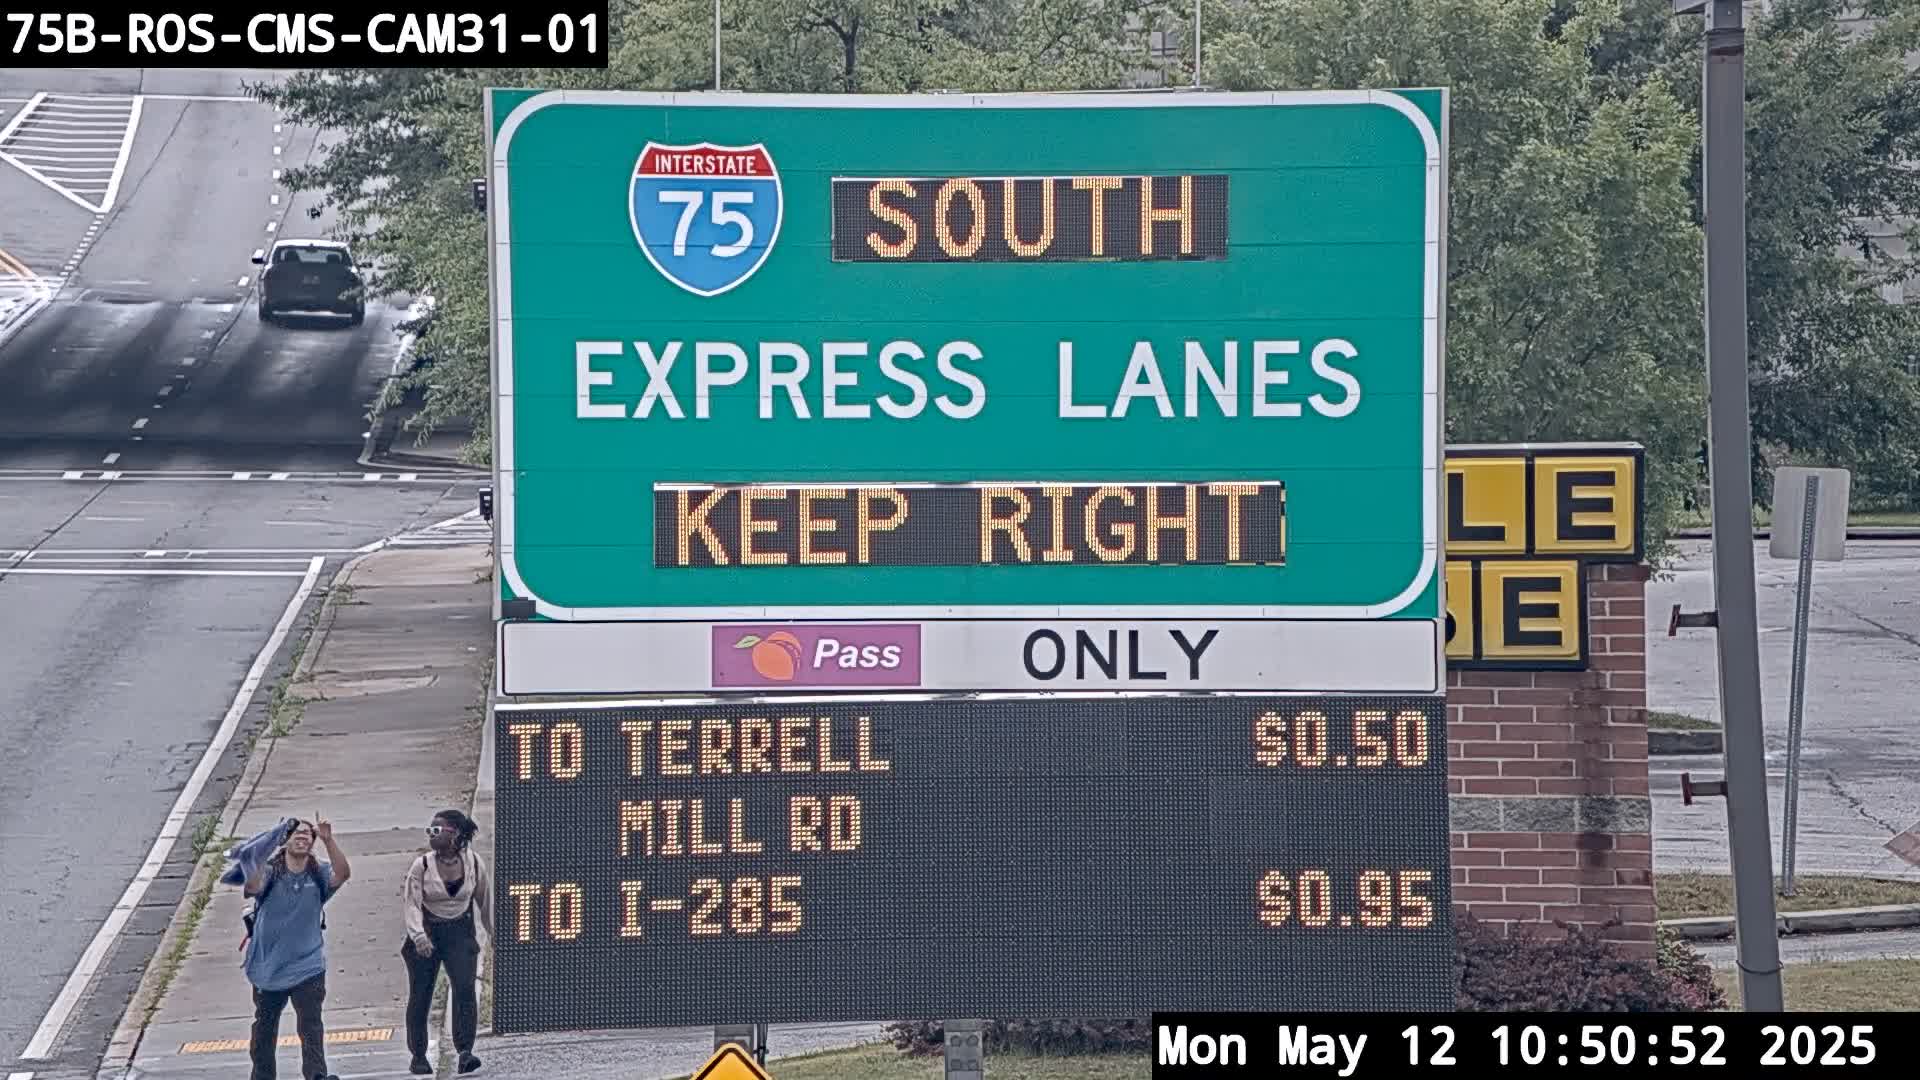 75B-ROS-CMS-CAM31-01
INTERSTATE
75
SOUTH
EXPRESS LANES
KEEP RIGHT
Pass ONLY
TO TERRELL $0.50
MILL RD
TO I-285 $0.95
LE
E
Mon May 12 10:50:52 2025